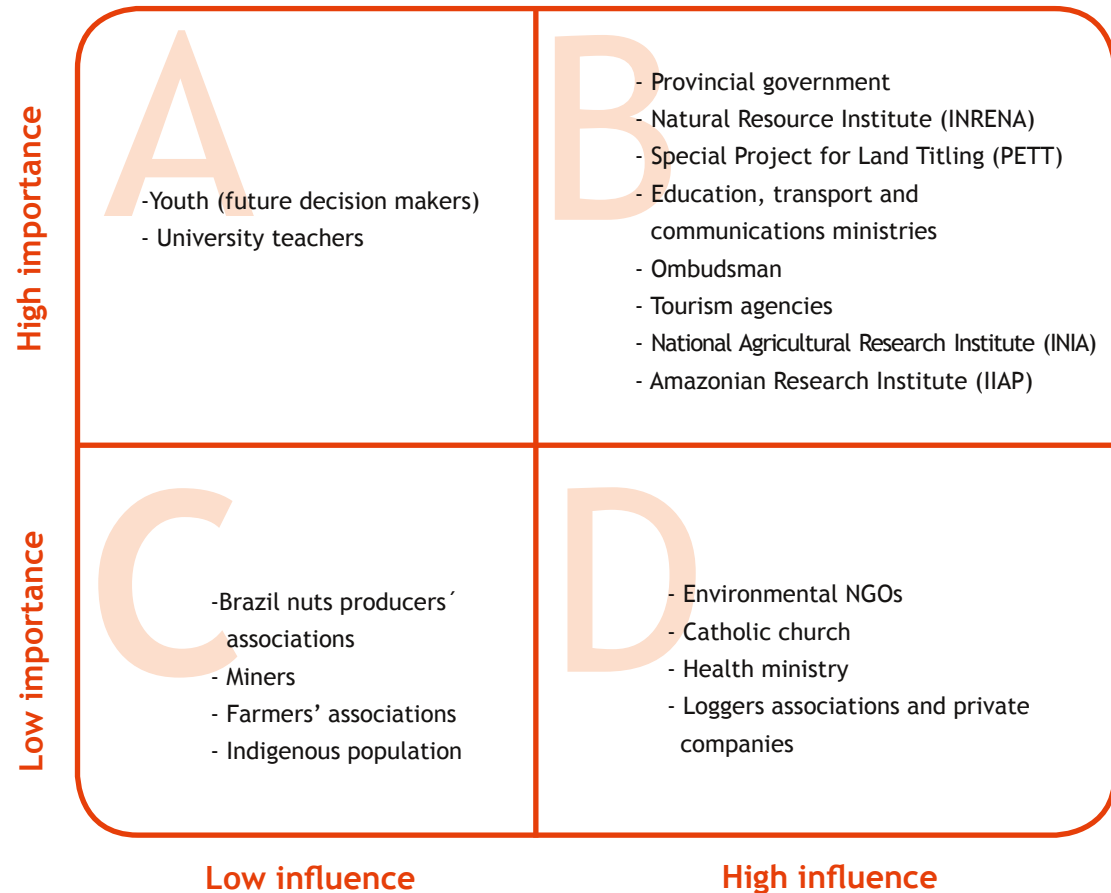 High importance
A
-Youth (future decision makers)
- University teachers
B
- Provincial government
- Natural Resource Institute (INRENA)
- Special Project for Land Titling (PETT)
- Education, transport and
communications ministries
- Ombudsman
- Tourism agencies
- National Agricultural Research Institute (INIA)
- Amazonian Research Institute (IIAP)
Low importance
C
-Brazil nuts producers´
associations
- Miners
- Farmers’ associations
- Indigenous population
D
- Environmental NGOs
- Catholic church
- Health ministry
- Loggers associations and private
companies
Low influence
High influence